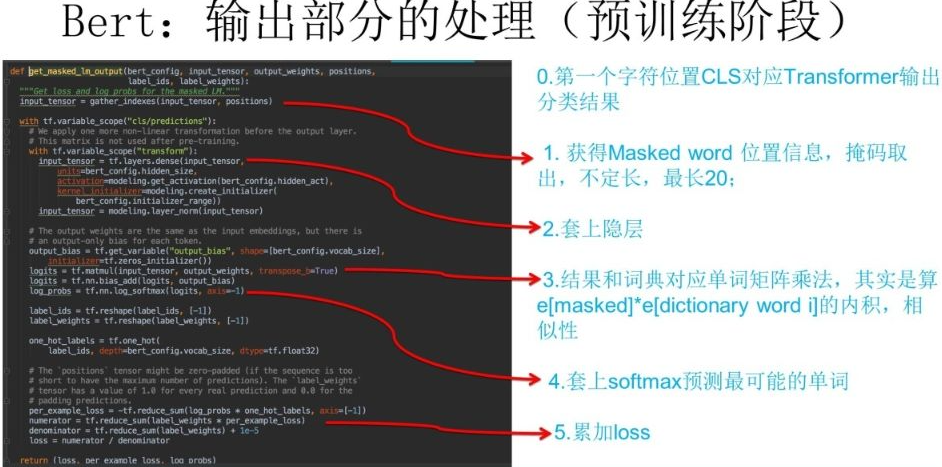 Bert：输出部分的处理（预训练阶段）
def get_masked_lm_output(bert_config, input_tensor, output_weights, positions,
label_ids, label_weights):
"""Get loss and log probs for the masked LM."""
input_tensor = gather_indexes(input_tensor, positions)
with tf.variable_scope("cls/predictions"):
# We apply one more non-linear transformation before the output layer.
# This matrix is not used after pre-training.
with tf.variable_scope("transform"):
input_tensor = tf.layers.dense(input_tensor,
units=bert_config.hidden_size,
activation=modeling.get_activation(bert_config.hidden_act),
kernel_initializer=modeling.create_initializer(
bert_config.initializer_range))
input_tensor = modeling.layer_norm(input_tensor)
# The output weights are the same as the input embeddings, but there is
# an output-only bias for each token.
output_bias = tf.get_variable("output_bias", shape=[bert_config.vocab_size],
initializer=tf.zeros_initializer())
logits = tf.matmul(input_tensor, output_weights, transpose_b=True)
logits = tf.nn.bias_add(logits, output_bias)
log_probs = tf.nn.log_softmax(logits, axis=-1)
label_ids = tf.reshape(label_ids, [-1])
label_weights = tf.reshape(label_weights, [-1])
one_hot_labels = tf.one_hot(
label_ids, depth=bert_config.vocab_size, dtype=tf.float32)
# The `positions` tensor might be zero-padded (if the sequence is too
# short to have the maximum number of predictions). The `label_weights`
# tensor has a value of 1.0 for every real prediction and 0.0 for the
# padding predictions.
per_example_loss = -tf.reduce_sum(log_probs * one_hot_labels, axis=[-1])
numerator = tf.reduce_sum(label_weights * per_example_loss)
denominator = tf.reduce_sum(label_weights) + 1e-5
loss = numerator / denominator
return (loss, per_example_loss, log_probs)
0.第一个字符位置CLS对应Transformer输出
分类结果
1. 获得Masked word 位置信息，掩码取
出，不定长，最长20；
2.套上隐层
3.结果和词典对应单词矩阵乘法，其实是算
e[masked]*e[dictionary word i]的内积，相
似性
4.套上softmax预测最可能的单词
5.累加loss